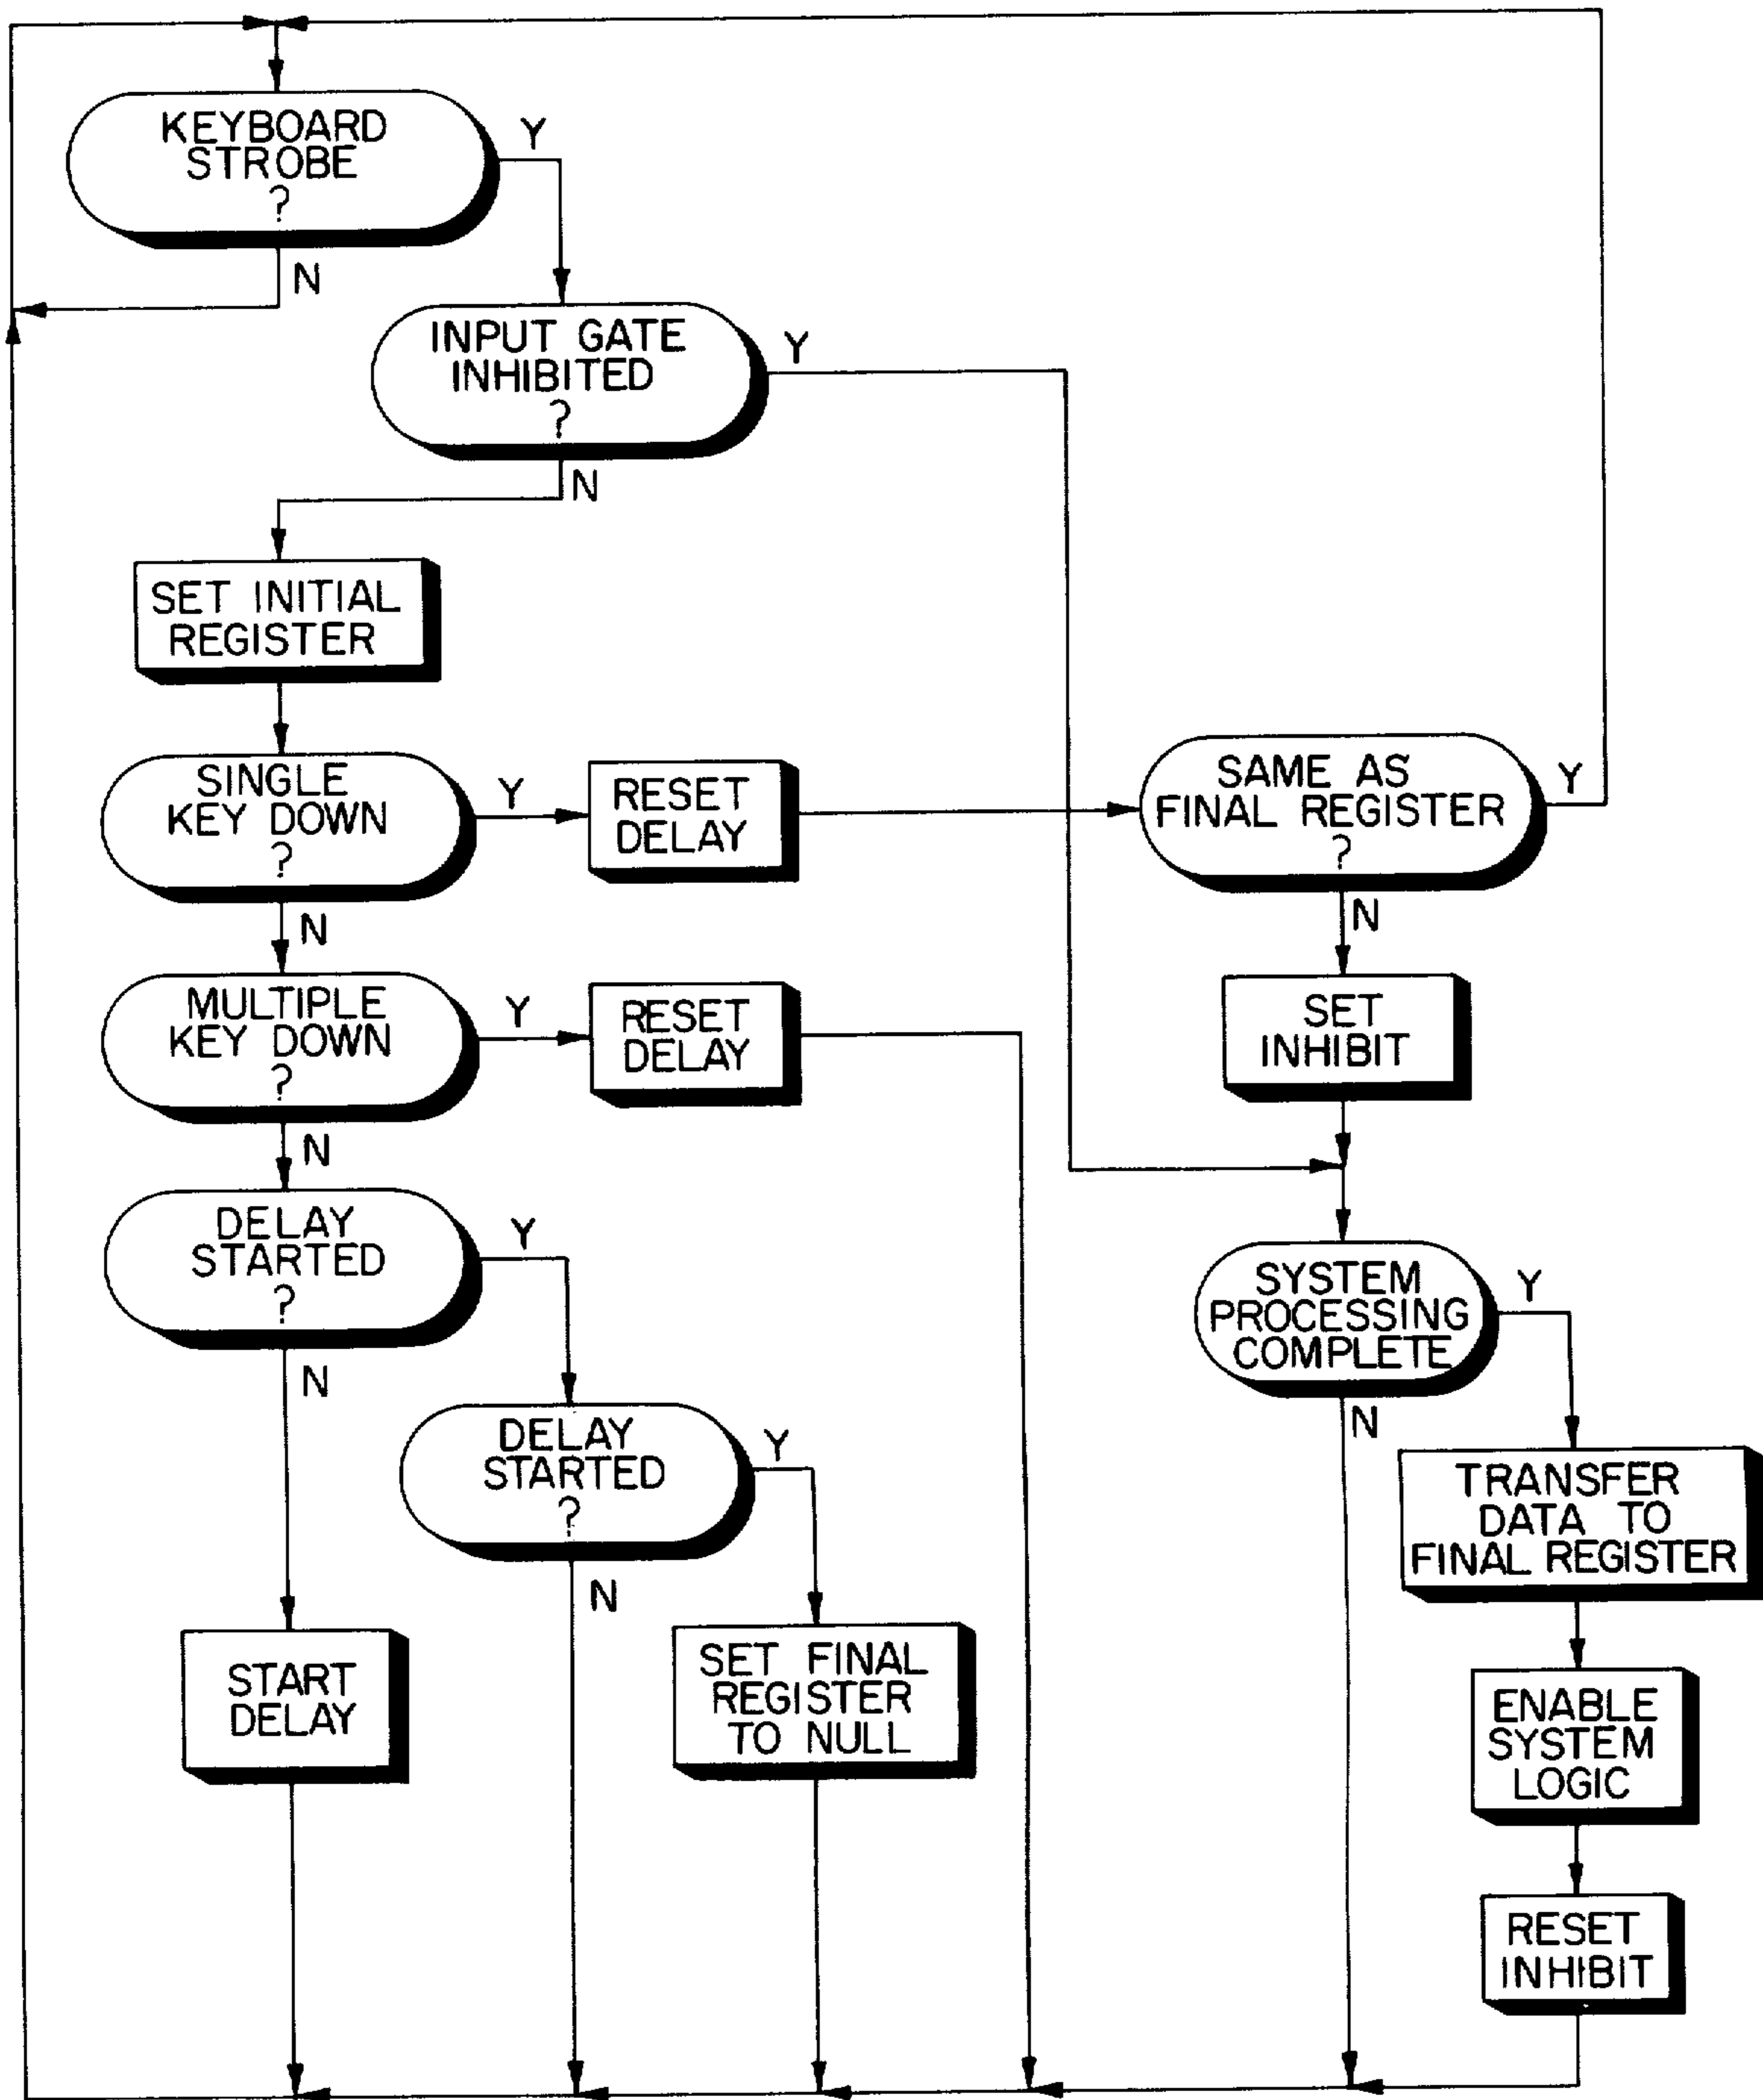 KEYBOARD
STROBE
?
Y
N
INPUT GATE
INHIBITED
?
Y
N
SET INITIAL
REGISTER
SINGLE
KEY DOWN
?
Y
N
RESET
DELAY
SAME AS
FINAL REGISTER
?
Y
N
SET
INHIBIT
MULTIPLE
KEY DOWN
?
Y
N
RESET
DELAY
DELAY
STARTED
?
Y
N
SYSTEM
PROCESSING
COMPLETE
Y
N
DELAY
STARTED
?
Y
N
TRANSFER
DATA TO
FINAL REGISTER
START
DELAY
SET FINAL
REGISTER
TO NULL
ENABLE
SYSTEM
LOGIC
RESET
INHIBIT